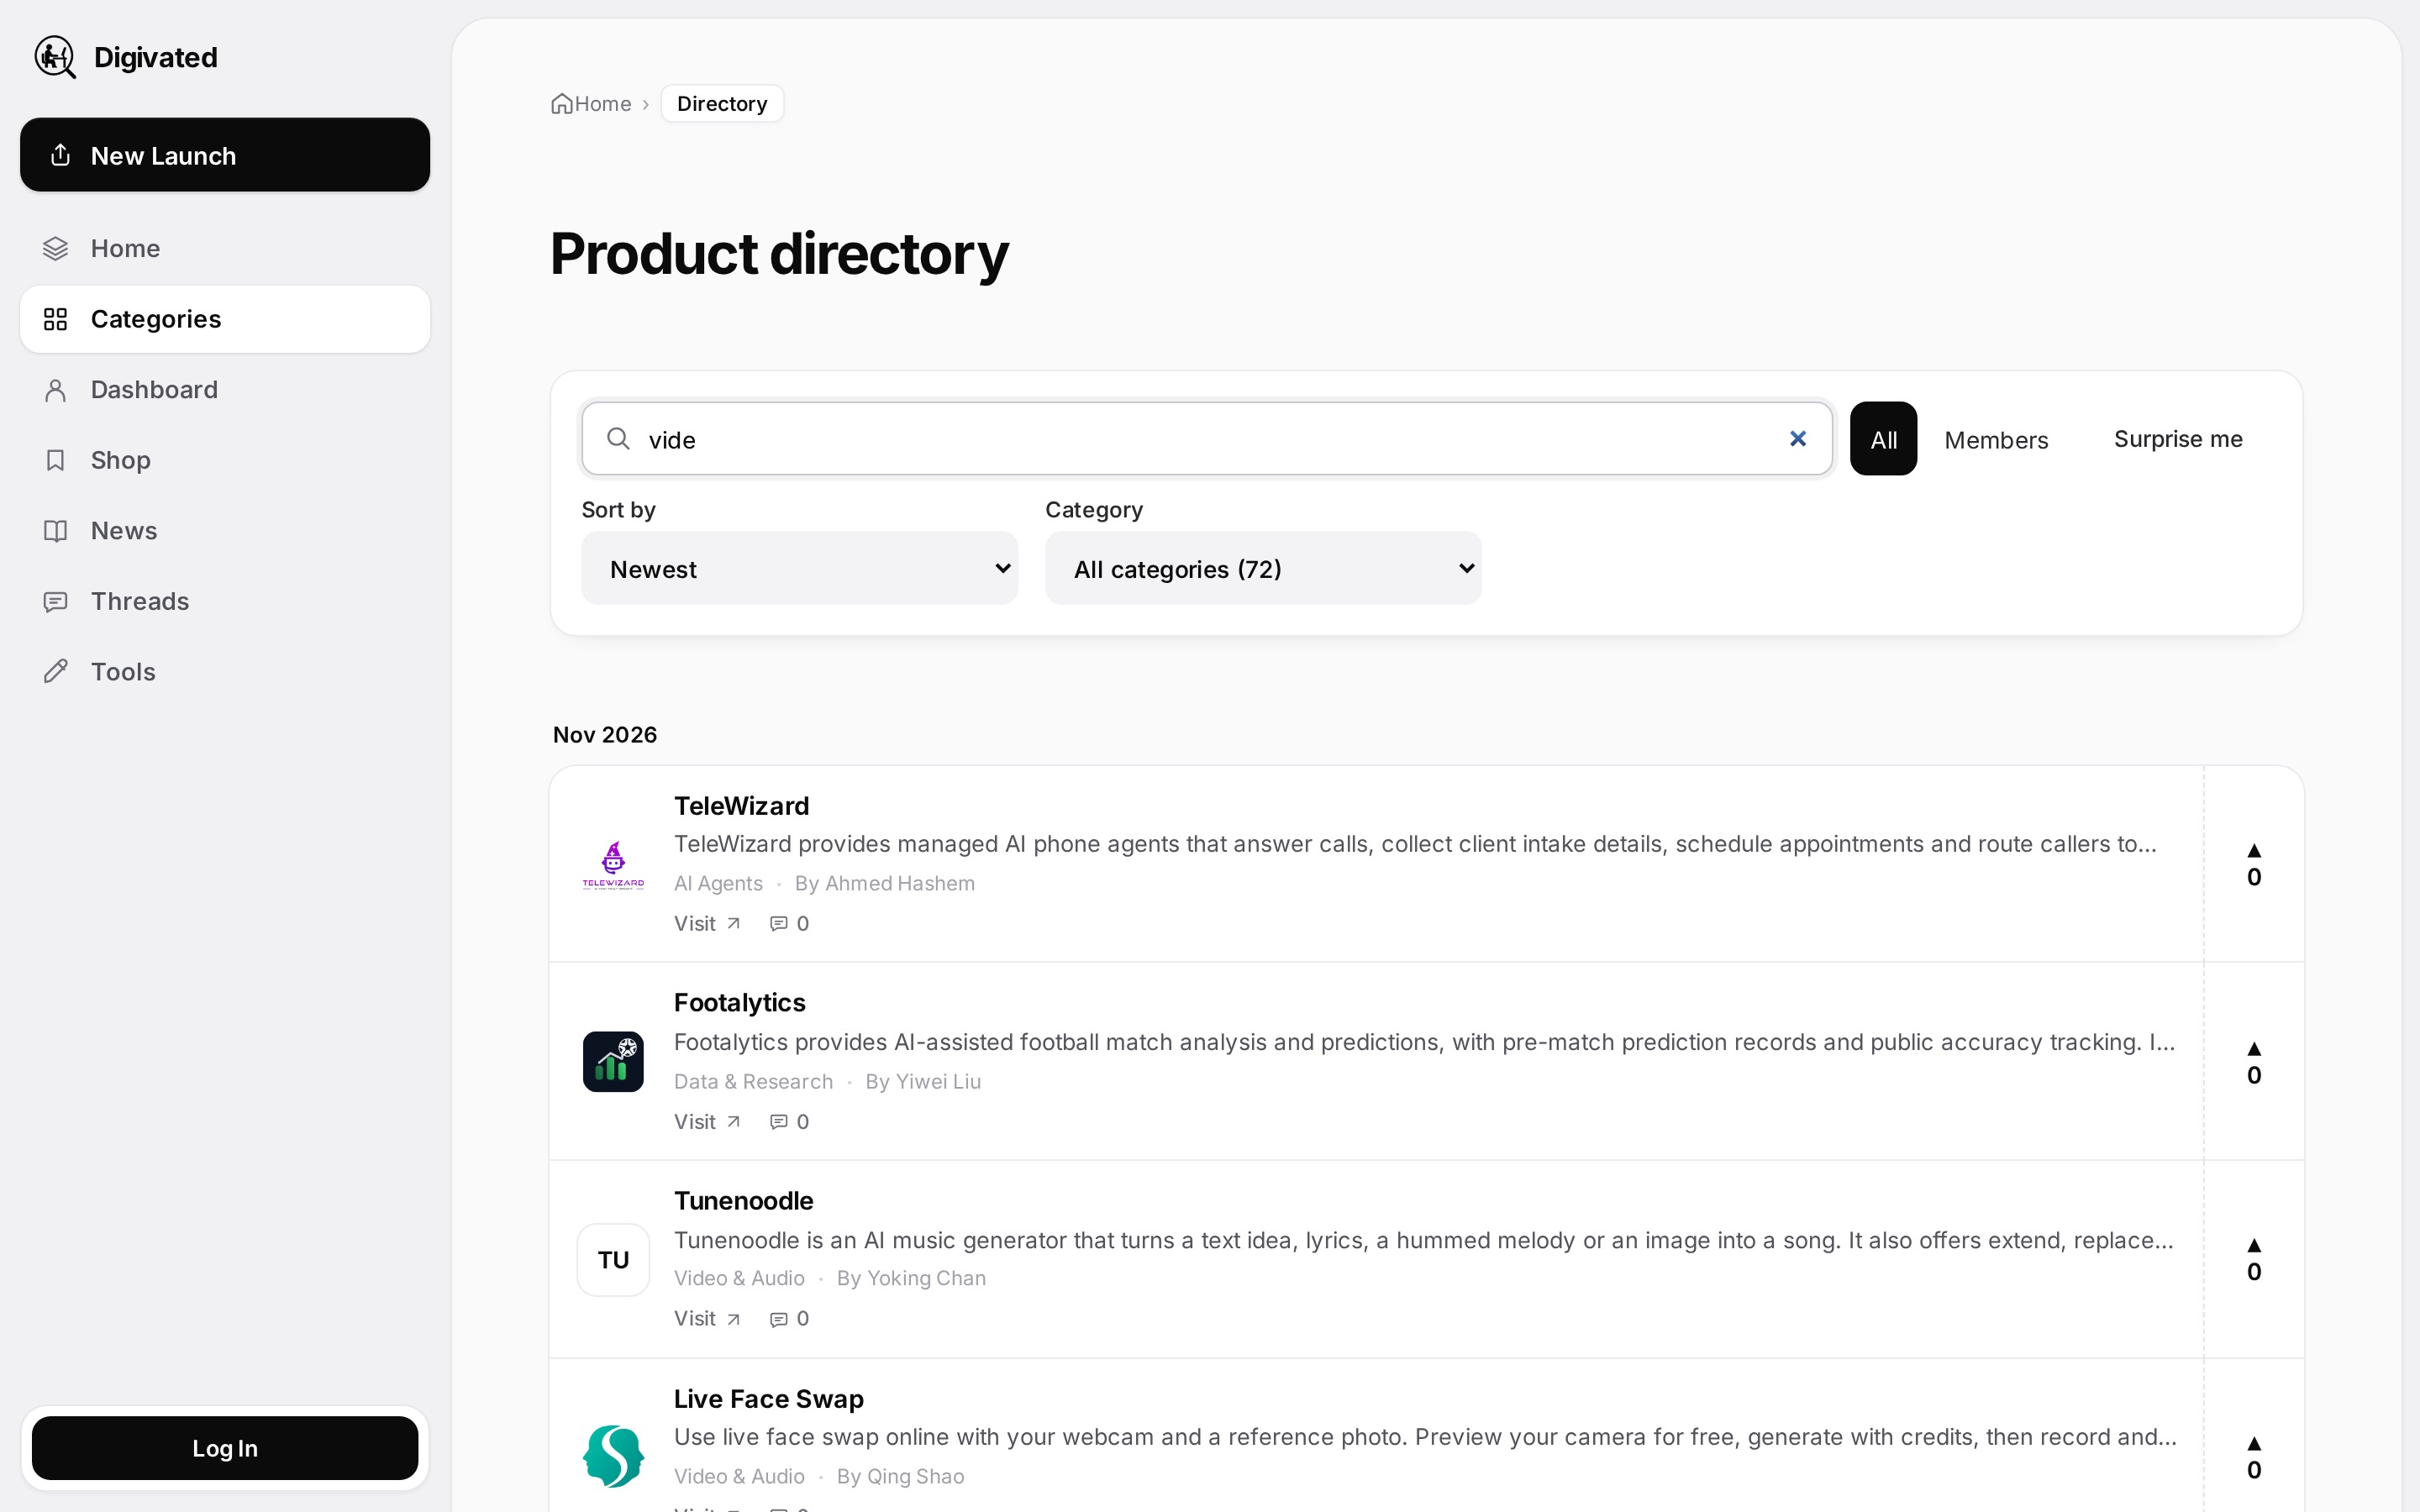 Digivated
New Launch
Home
Categories
Dashboard
Shop
News
Threads
Tools
Log In
Home › Directory
Product directory
vide
All
Members
Surprise me
Sort by
Category
Newest
All categories (72)
Nov 2026
TeleWizard
TeleWizard provides managed AI phone agents that answer calls, collect client intake details, schedule appointments and route callers to...
AI Agents · By Ahmed Hashem
Visit 0
▲
0
TELEWIZARD
Footalytics
Footalytics provides AI-assisted football match analysis and predictions, with pre-match prediction records and public accuracy tracking. I...
Data & Research · By Yiwei Liu
Visit 0
▲
0
TU
Tunenoodle
Tunenoodle is an AI music generator that turns a text idea, lyrics, a hummed melody or an image into a song. It also offers extend, replace...
Video & Audio · By Yoking Chan
Visit 0
▲
0
Live Face Swap
Use live face swap online with your webcam and a reference photo. Preview your camera for free, generate with credits, then record and...
Video & Audio · By Qing Shao
▲
0